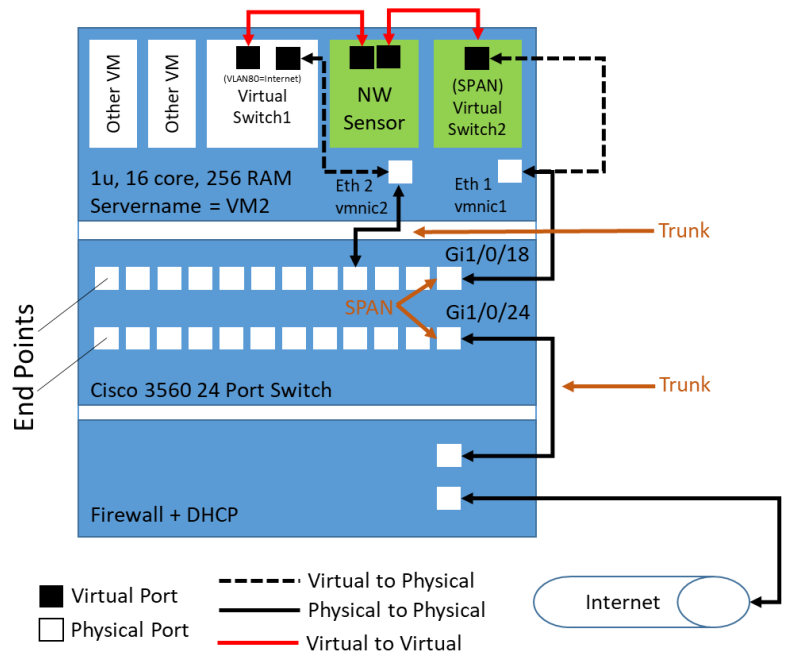 Other VM
Other VM
(VLAN80=Internet)
Virtual
Switch1
NW
Sensor
(SPAN)
Virtual
Switch2
1u, 16 core, 256 RAM
Servername = VM2
Eth 2
vmnic2
Eth 1
vmnic1
Trunk
Gi1/0/18
SPAN
Gi1/0/24
End Points
Cisco 3560 24 Port Switch
Trunk
Firewall + DHCP
Virtual Port
Physical Port
Virtual to Physical
Physical to Physical
Virtual to Virtual
Internet